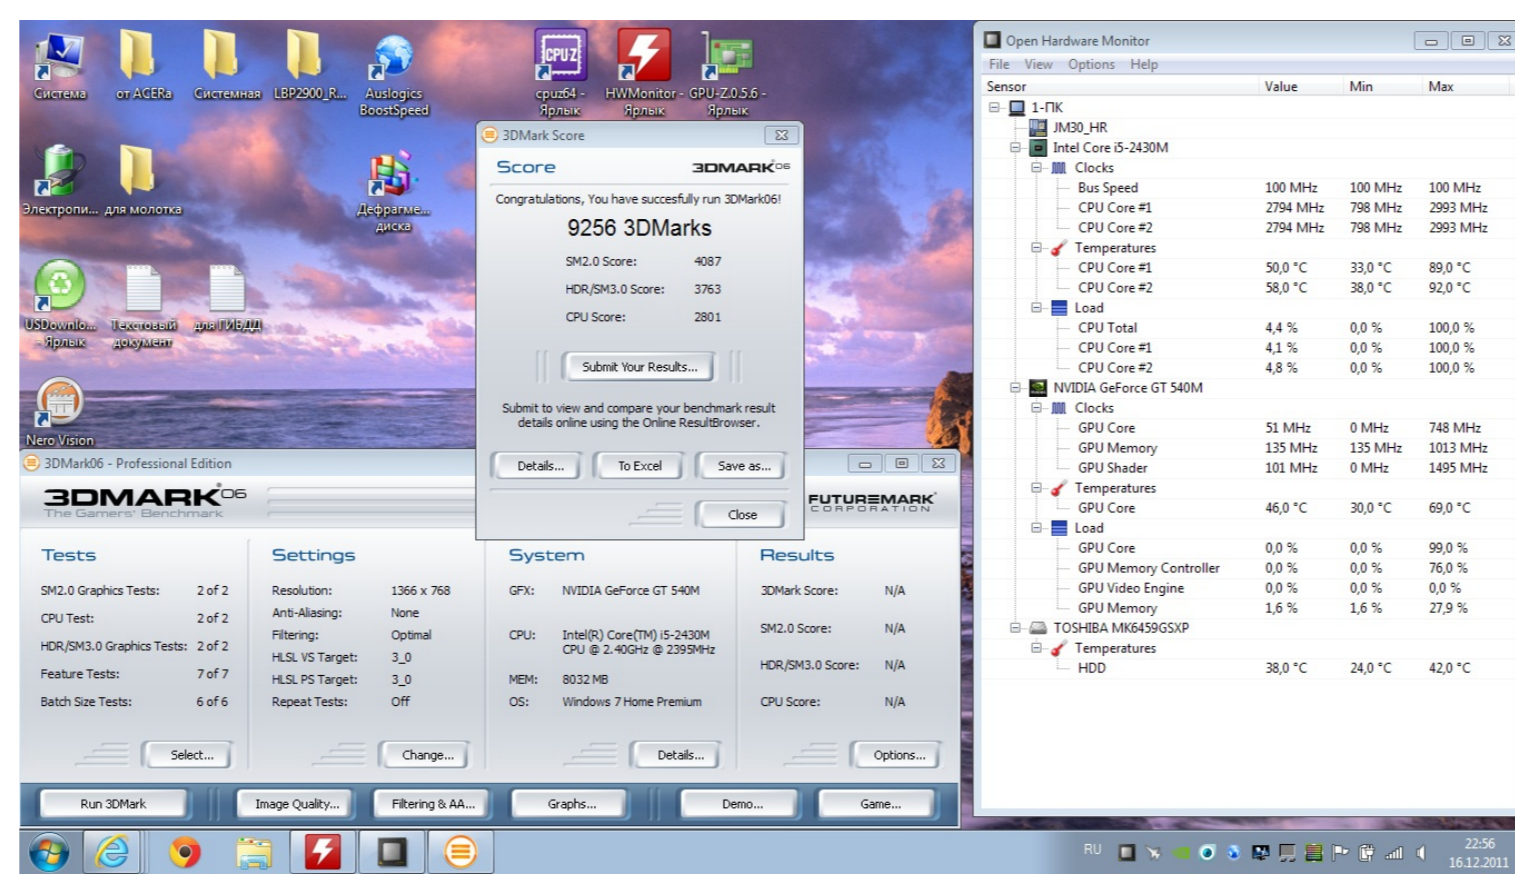 Система
от ACERa
Системная
LBP2900_R...
Auslogics
BoostSpeed
cpuz64 -
Ярлык
HWMonitor -
Ярлык
GPU-Z.0.5.6 -
Ярлык
CPU-Z
Электропи...
для молотка
Дефрагме...
диска
USDownlo...
- Ярлык
Текстовый
документ
для ГИБДД
Nero Vision
3DMark Score
Score
3DMARK06
Congratulations, You have succesfully run 3DMark06!
9256 3DMarks
SM2.0 Score: 4087
HDR/SM3.0 Score: 3763
CPU Score: 2801
Submit Your Results...
Submit to view and compare your benchmark result
details online using the Online ResultBrowser.
Details... To Excel Save as...
Close
3DMark06 - Professional Edition
3DMARK06
The Gamers' Benchmark
FUTUREMARK
CORPORATION
Tests
SM2.0 Graphics Tests: 2 of 2
CPU Test: 2 of 2
HDR/SM3.0 Graphics Tests: 2 of 2
Feature Tests: 7 of 7
Batch Size Tests: 6 of 6
Select...
Settings
Resolution: 1366 x 768
Anti-Aliasing: None
Filtering: Optimal
HLSL VS Target: 3_0
HLSL PS Target: 3_0
Repeat Tests: Off
Change...
System
GFX: NVIDIA GeForce GT 540M
CPU: Intel(R) Core(TM) i5-2430M
CPU @ 2.40GHz @ 2395MHz
MEM: 8032 MB
OS: Windows 7 Home Premium
Details...
Results
3DMark Score: N/A
SM2.0 Score: N/A
HDR/SM3.0 Score: N/A
CPU Score: N/A
Options...
Run 3DMark Image Quality... Filtering & AA... Graphs... Demo... Game...
Open Hardware Monitor
File View Options Help
Sensor Value Min Max
1-ПК
JM30_HR
Intel Core i5-2430M
Clocks
Bus Speed 100 MHz 100 MHz 100 MHz
CPU Core #1 2794 MHz 798 MHz 2993 MHz
CPU Core #2 2794 MHz 798 MHz 2993 MHz
Temperatures
CPU Core #1 50,0 °C 33,0 °C 89,0 °C
CPU Core #2 58,0 °C 38,0 °C 92,0 °C
Load
CPU Total 4,4 % 0,0 % 100,0 %
CPU Core #1 4,1 % 0,0 % 100,0 %
CPU Core #2 4,8 % 0,0 % 100,0 %
NVIDIA GeForce GT 540M
Clocks
GPU Core 51 MHz 0 MHz 748 MHz
GPU Memory 135 MHz 135 MHz 1013 MHz
GPU Shader 101 MHz 0 MHz 1495 MHz
Temperatures
GPU Core 46,0 °C 30,0 °C 69,0 °C
Load
GPU Core 0,0 % 0,0 % 99,0 %
GPU Memory Controller 0,0 % 0,0 % 76,0 %
GPU Video Engine 0,0 % 0,0 % 0,0 %
GPU Memory 1,6 % 1,6 % 27,9 %
TOSHIBA MK6459GSXP
Temperatures
HDD 38,0 °C 24,0 °C 42,0 °C
RU
22:56
16.12.2011